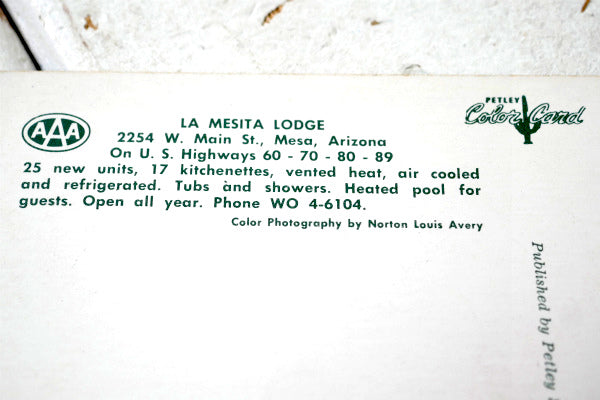 LA MESITA LODGE
AAA
2254 W. Main St., Mesa, Arizona
On U. S. Highways 60 - 70 - 80 - 89
25 new units, 17 kitchenettes, vented heat, air cooled
and refrigerated. Tubs ànd showers. Heated pool for
guests. Open all year. Phone WO 4-6104.
Color Photography by Norton Louis Avery
PETLEY
Color Card
Published by Petley